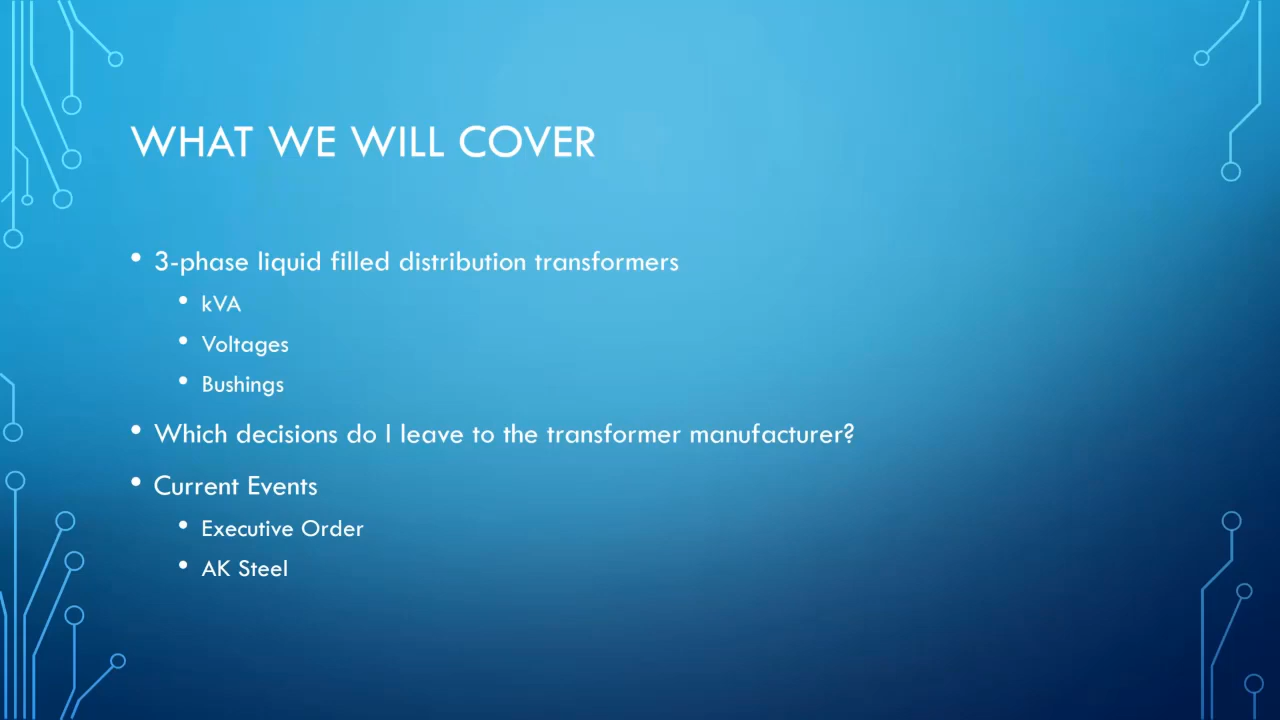 WHAT WE WILL COVER
• 3-phase liquid filled distribution transformers
• kVA
• Voltages
• Bushings
• Which decisions do I leave to the transformer manufacturer?
• Current Events
• Executive Order
• AK Steel